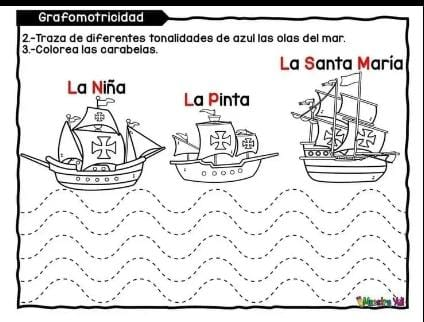 Grafomotricidad
2.-Traza de diferentes tonalidades de azul las olas del mar.
3.-Colorea las carabelas.
La Santa María
La Niña
La Pinta